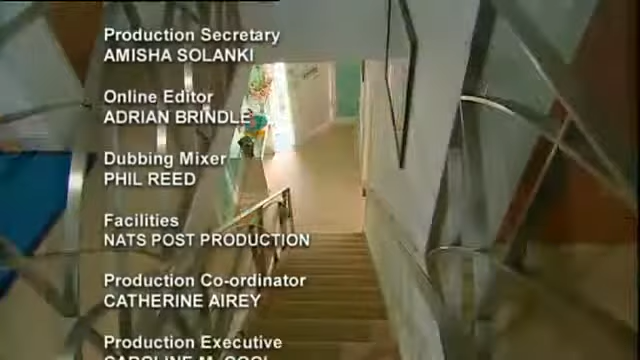 Production Secretary
AMISHA SOLANKI
Online Editor
ADRIAN BRINDLE
Dubbing Mixer
PHIL REED
Facilities
NATS POST PRODUCTION
Production Co-ordinator
CATHERINE AIREY
Production Executive
CAROLINE